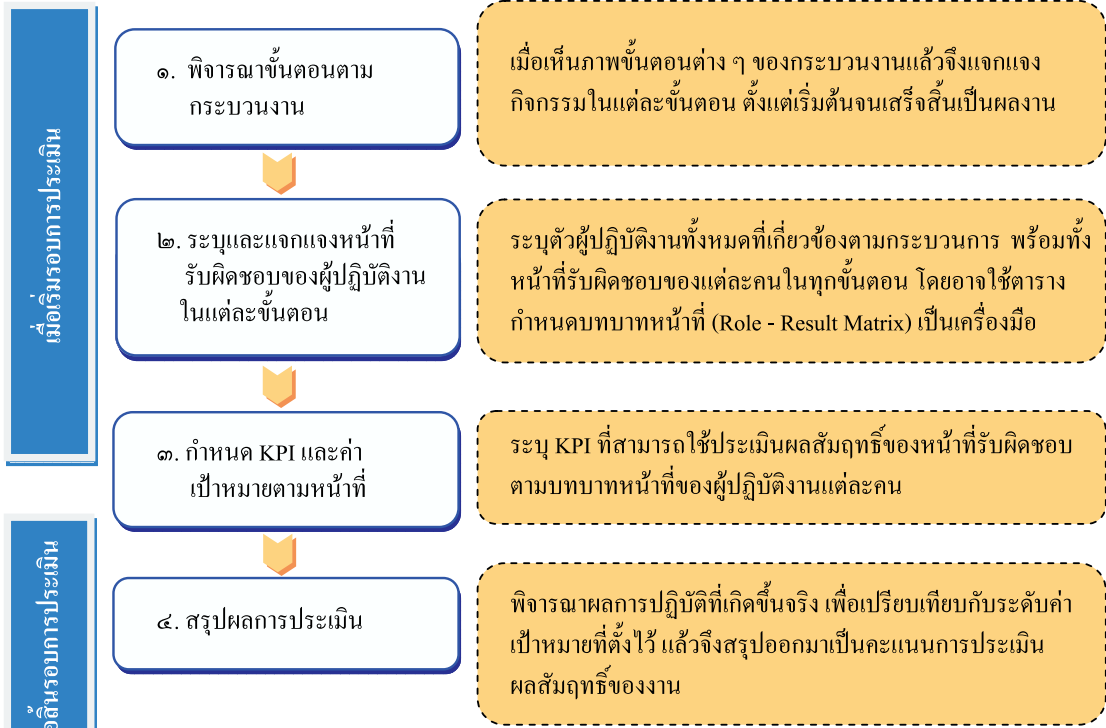 เมื่อเริ่มรอบการประเมิน
๑. พิจารณาขั้นตอนตาม
กระบวนงาน
เมื่อเห็นภาพขั้นตอนต่าง ๆ ของกระบวนงานแล้วจึงแจกแจง
กิจกรรมในแต่ละขั้นตอน ตั้งแต่เริ่มต้นจนเสร็จสิ้นเป็นผลงาน
๒. ระบุและแจกแจงหน้าที่
รับผิดชอบของผู้ปฏิบัติงาน
ในแต่ละขั้นตอน
ระบุตัวผู้ปฏิบัติงานทั้งหมดที่เกี่ยวข้องตามกระบวนการ พร้อมทั้ง
หน้าที่รับผิดชอบของแต่ละคนในทุกขั้นตอน โดยอาจใช้ตาราง
กำหนดบทบาทหน้าที่ (Role - Result Matrix) เป็นเครื่องมือ
๓. กำหนด KPI และค่า
เป้าหมายตามหน้าที่
ระบุ KPI ที่สามารถใช้ประเมินผลสัมฤทธิ์ของหน้าที่รับผิดชอบ
ตามบทบาทหน้าที่ของผู้ปฏิบัติงานแต่ละคน
สิ้นรอบการประเมิน
๔. สรุปผลการประเมิน
พิจารณาผลการปฏิบัติที่เกิดขึ้นจริง เพื่อเปรียบเทียบกับระดับค่า
เป้าหมายที่ตั้งไว้ แล้วจึงสรุปออกมาเป็นคะแนนการประเมิน
ผลสัมฤทธิ์ของงาน